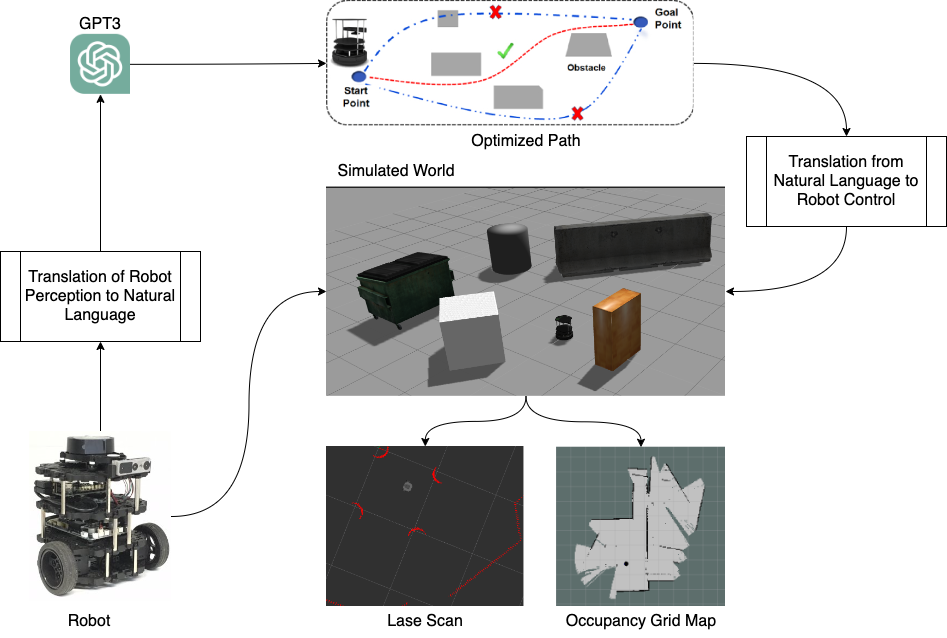 GPT3
Start
Point
Goal
Point
Obstacle
Optimized Path
Translation from
Natural Language to
Robot Control
Simulated World
Translation of Robot
Perception to Natural
Language
Robot
Lase Scan
Occupancy Grid Map